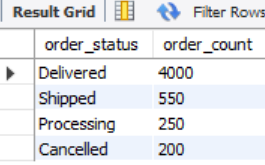 Result Grid Filter Rows
order_status order_count
Delivered 4000
Shipped 550
Processing 250
Cancelled 200